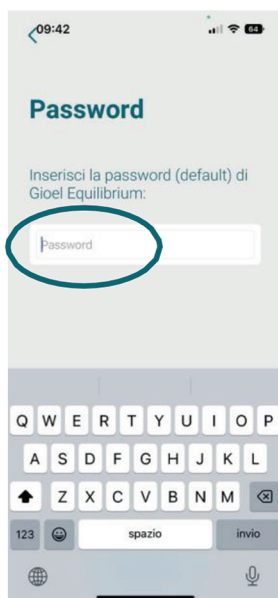 09:42
64
Password
Inserisci la password (default) di
Gioel Equilibrium:
Password
Q W E R T Y U I O P
A S D F G H J K L
Z X C V B N M
123 spazio invio